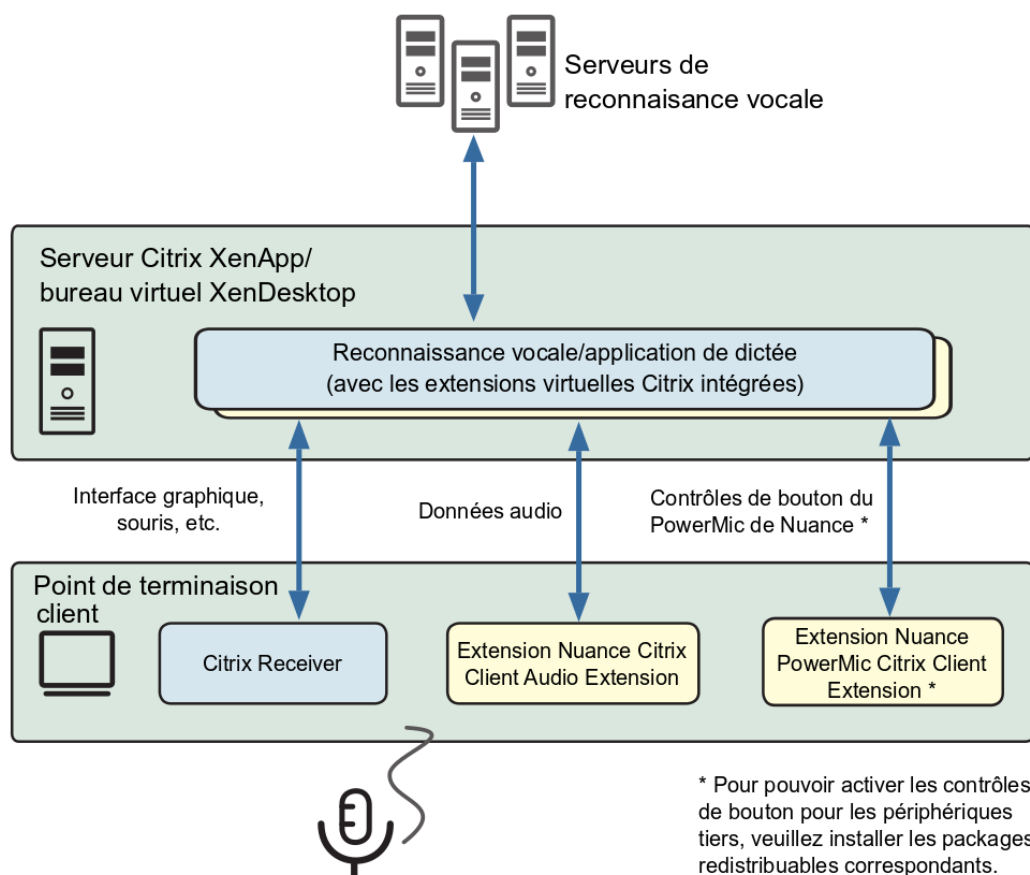 Serveurs de
reconnaisance vocale
Serveur Citrix XenApp/
bureau virtuel XenDesktop
Reconnaissance vocale/application de dictée
(avec les extensions virtuelles Citrix intégrées)
Interface graphique,
souris, etc.
Données audio
Contrôles de bouton du
PowerMic de Nuance *
Point de terminaison
client
Citrix Receiver
Extension Nuance Citrix
Client Audio Extension
Extension Nuance
PowerMic Citrix Client
Extension *
* Pour pouvoir activer les contrôles
de bouton pour les périphériques
tiers, veuillez installer les packages
redistribuables correspondants.